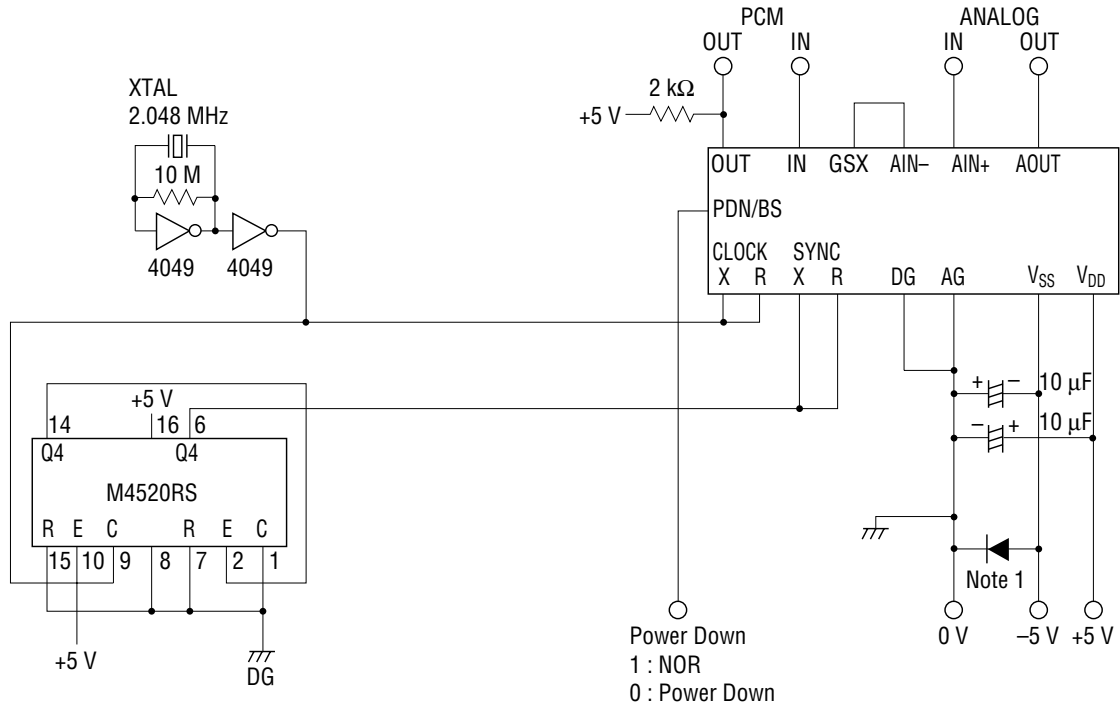 PCM
ANALOG
OUT
IN
IN
OUT
XTAL
2.048 MHz
10 M
4049
4049
+5 V
2 kΩ
OUT
IN
GSX
AIN–
AIN+
AOUT
PDN/BS
CLOCK
SYNC
X
R
X
R
DG
AG
VSS
VDD
+
–
10 μF
–
+
10 μF
+5 V
14
16
6
Q4
Q4
M4520RS
R
E
C
R
E
C
15
10
9
8
7
2
1
+5 V
DG
Note 1
Power Down
1 : NOR
0 : Power Down
0 V
–5 V
+5 V